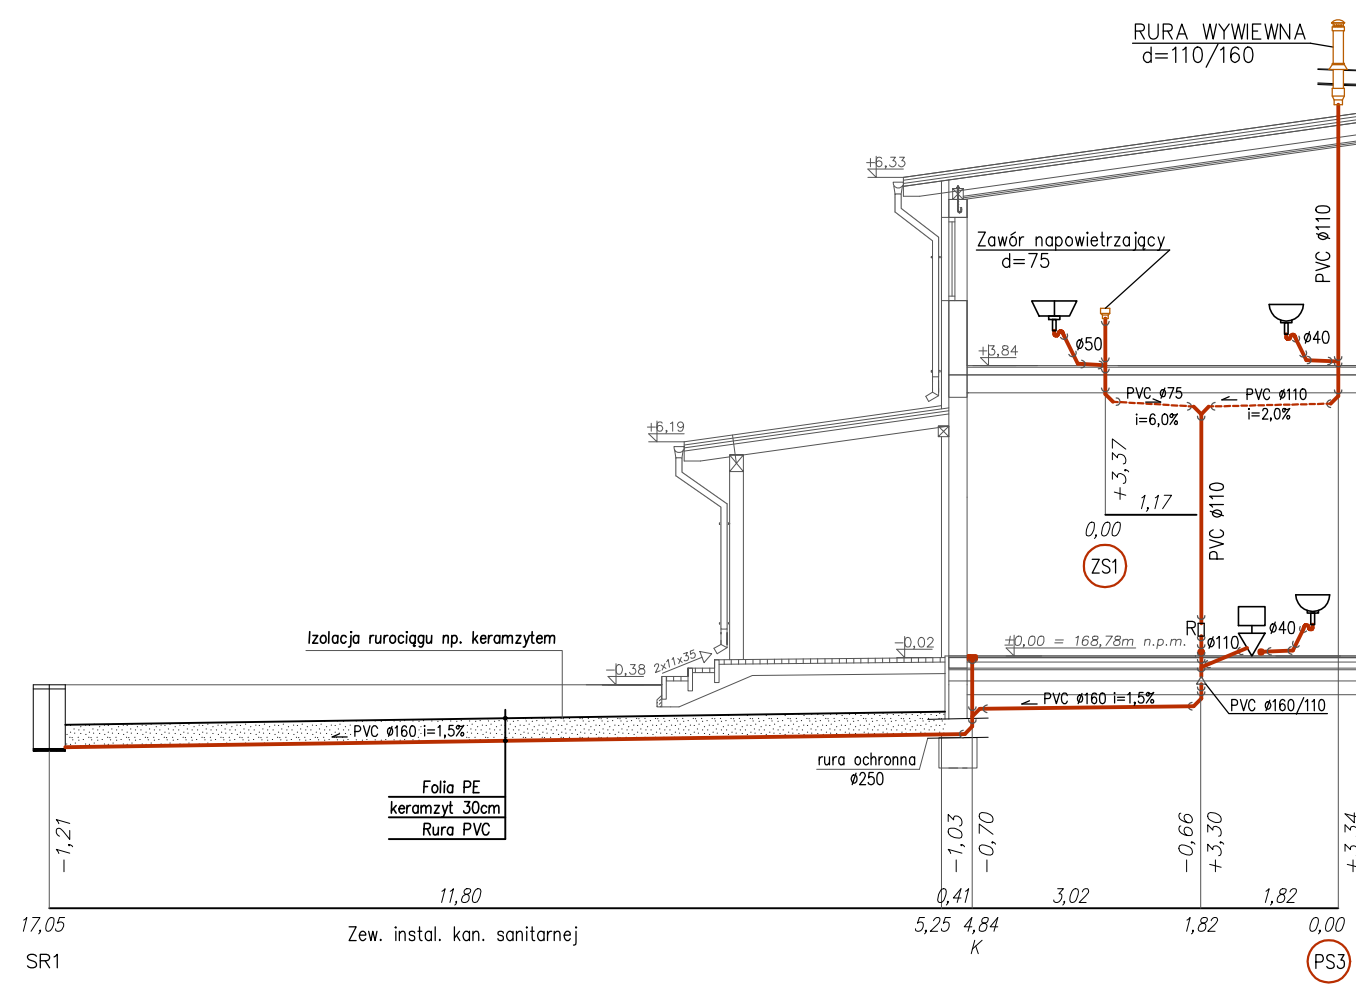 RURA WYWIEWNA
d=110/160
+6,33
PVC ø110
Zawór napowietrzający
d=75
+3,84
ø50
ø40
PVC ø75
i=6,0%
PVC ø110
i=2,0%
+6,19
+3,37
1,17
0,00
ZS1
PVC ø110
Izolacja rurociągu np. keramzytem
-0,38
2x11x35
-0,02
±0,00 = 168,78m n.p.m.
R
ø110
ø40
PVC ø160 i=1,5%
PVC ø160/110
PVC ø160 i=1,5%
rura ochronna
ø250
Folia PE
keramzyt 30cm
Rura PVC
-1,21
-1,03
-0,70
-0,66
+3,30
+3,34
11,80
0,41
3,02
1,82
17,05
5,25
4,84
1,82
0,00
Zew. instal. kan. sanitarnej
K
SR1
PS3